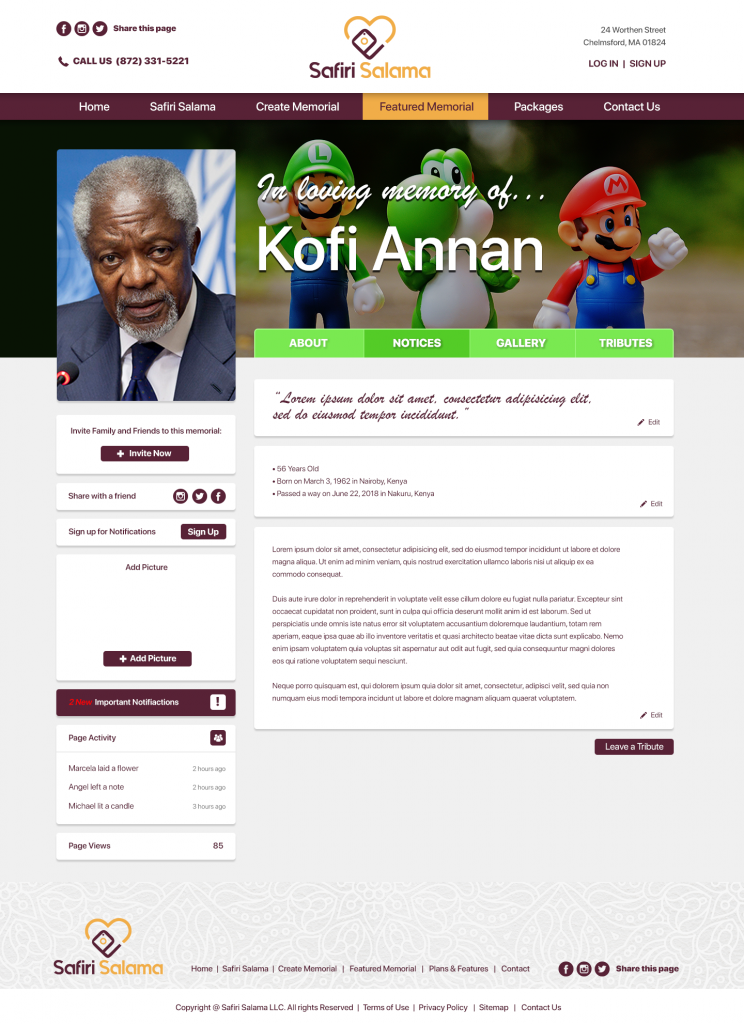 Share this page
CALL US (872) 331-5221
Safiri Salama
24 Worthen Street
Chelmsford, MA 01824
LOG IN | SIGN UP
Home Safiri Salama Create Memorial Featured Memorial Packages Contact Us
L
M
In loving memory of...
Kofi Annan
ABOUT NOTICES GALLERY TRIBUTES
Invite Family and Friends to this memorial:
Invite Now
Share with a friend
Sign up for Notifications Sign Up
Add Picture
Add Picture
2 New Important Notifiactions !
Page Activity
Marcela laid a flower 2 hours ago
Angel left a note 2 hours ago
Michael lit a candle 3 hours ago
Page Views 85
"Lorem ipsum dolor sit amet, consectetur adipisicing elit,
sed do eiusmod tempor incididunt."
Edit
• 56 Years Old
• Born on March 3, 1962 in Nairoby, Kenya
• Passed a way on June 22, 2018 in Nakuru, Kenya
Edit
Lorem ipsum dolor sit amet, consectetur adipisicing elit, sed do eiusmod tempor incididunt ut labore et dolore
magna aliqua. Ut enim ad minim veniam, quis nostrud exercitation ullamco laboris nisi ut aliquip ex ea
commodo consequat.
Duis aute irure dolor in reprehenderit in voluptate velit esse cillum dolore eu fugiat nulla pariatur. Excepteur sint
occaecat cupidatat non proident, sunt in culpa qui officia deserunt mollit anim id est laborum. Sed ut
perspiciatis unde omnis iste natus error sit voluptatem accusantium doloremque laudantium, totam rem
aperiam, eaque ipsa quae ab illo inventore veritatis et quasi architecto beatae vitae dicta sunt explicabo. Nemo
enim ipsam voluptatem quia voluptas sit aspernatur aut odit aut fugit, sed quia consequuntur magni dolores
eos qui ratione voluptatem sequi nesciunt.
Neque porro quisquam est, qui dolorem ipsum quia dolor sit amet, consectetur, adipisci velit, sed quia non
numquam eius modi tempora incidunt ut labore et dolore magnam aliquam quaerat voluptatem.
Edit
Leave a Tribute
Safiri Salama
Home | Safiri Salama | Create Memorial | Featured Memorial | Plans & Features | Contact
Share this page
Copyright @ Safiri Salama LLC. All rights Reserved | Terms of Use | Privacy Policy | Sitemap | Contact Us